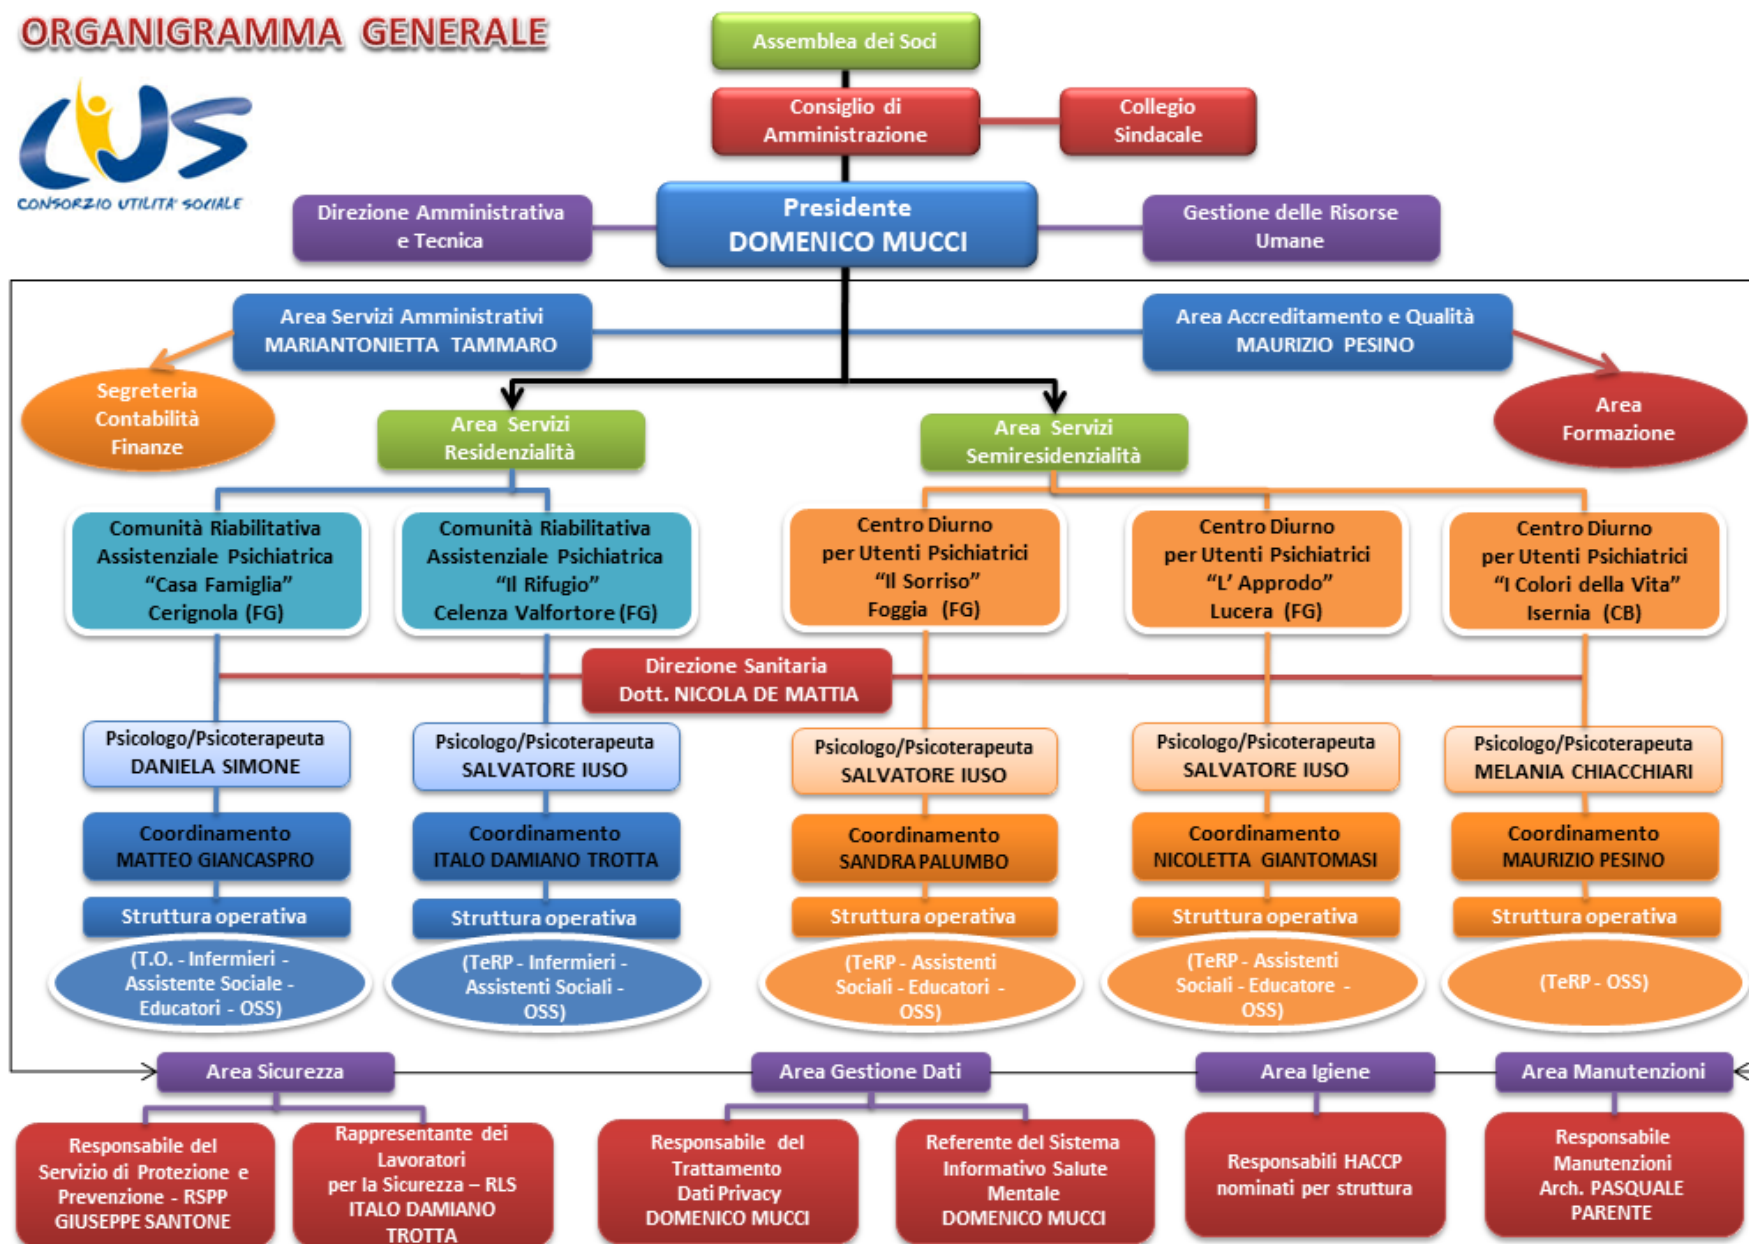 ORGANIGRAMMA GENERALE
CUS
CONSORZIO UTILITA' SOCIALE
Assemblea dei Soci
Consiglio di
Amministrazione
Collegio
Sindacale
Direzione Amministrativa
e Tecnica
Presidente
DOMENICO MUCCI
Gestione delle Risorse
Umane
Area Servizi Amministrativi
MARIANTONIETTA TAMMARO
Area Accreditamento e Qualità
MAURIZIO PESINO
Segreteria
Contabilità
Finanze
Area
Formazione
Area Servizi
Residenzialità
Area Servizi
Semiresidenzialità
Comunità Riabilitativa
Assistenziale Psichiatrica
“Casa Famiglia”
Cerignola (FG)
Comunità Riabilitativa
Assistenziale Psichiatrica
“Il Rifugio”
Celenza Valfortore (FG)
Centro Diurno
per Utenti Psichiatrici
“Il Sorriso”
Foggia (FG)
Centro Diurno
per Utenti Psichiatrici
“L’ Approdo”
Lucera (FG)
Centro Diurno
per Utenti Psichiatrici
“I Colori della Vita”
Isernia (CB)
Direzione Sanitaria
Dott. NICOLA DE MATTIA
Psicologo/Psicoterapeuta
DANIELA SIMONE
Psicologo/Psicoterapeuta
SALVATORE IUSO
Psicologo/Psicoterapeuta
SALVATORE IUSO
Psicologo/Psicoterapeuta
SALVATORE IUSO
Psicologo/Psicoterapeuta
MELANIA CHIACCHIARI
Coordinamento
MATTEO GIANCASPRO
Coordinamento
ITALO DAMIANO TROTTA
Coordinamento
SANDRA PALUMBO
Coordinamento
NICOLETTA GIANTOMASI
Coordinamento
MAURIZIO PESINO
Struttura operativa
Struttura operativa
Struttura operativa
Struttura operativa
Struttura operativa
(T.O. - Infermieri -
Assistente Sociale -
Educatori - OSS)
(TeRP - Infermieri -
Assistenti Sociali -
OSS)
(TeRP - Assistenti
Sociali - Educatori -
OSS)
(TeRP - Assistenti
Sociali - Educatore -
OSS)
(TeRP - OSS)
Area Sicurezza
Area Gestione Dati
Area Igiene
Area Manutenzioni
Responsabile del
Servizio di Protezione e
Prevenzione - RSPP
GIUSEPPE SANTONE
Rappresentante dei
Lavoratori
per la Sicurezza – RLS
ITALO DAMIANO
TROTTA
Responsabile del
Trattamento
Dati Privacy
DOMENICO MUCCI
Referente del Sistema
Informativo Salute
Mentale
DOMENICO MUCCI
Responsabili HACCP
nominati per struttura
Responsabile
Manutenzioni
Arch. PASQUALE
PARENTE